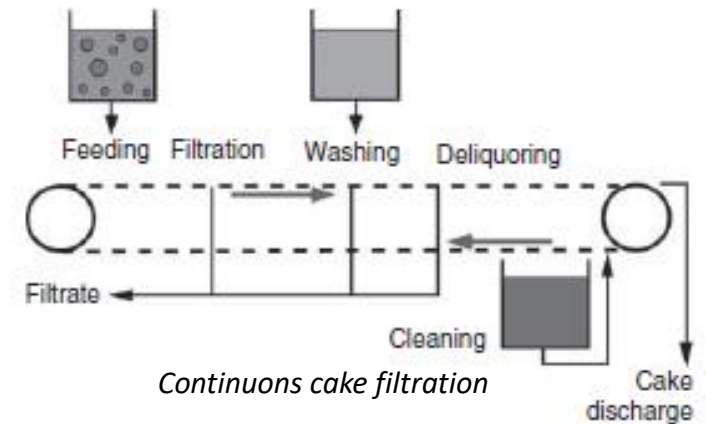 Feeding Filtration Washing Deliquoring
Filtrate
Cleaning
Continuons cake filtration
Cake
discharge